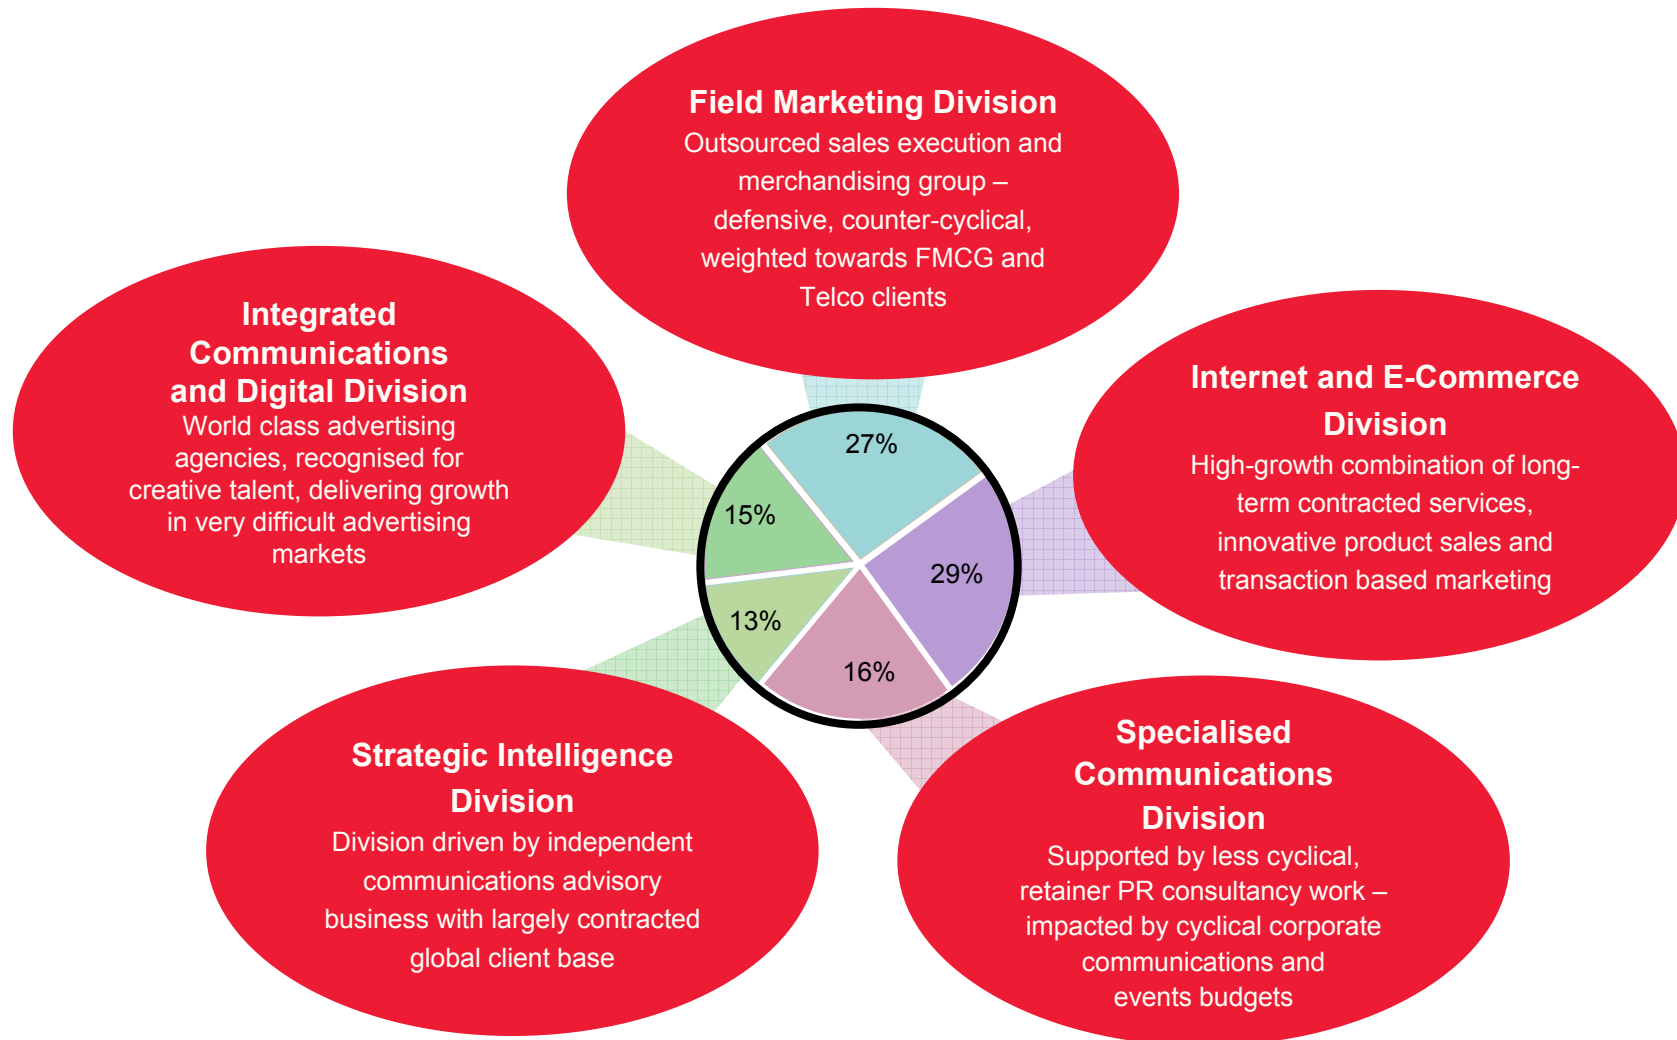 Field Marketing Division
Outsourced sales execution and
merchandising group –
defensive, counter-cyclical,
weighted towards FMCG and
Telco clients
Integrated
Communications
and Digital Division
World class advertising
agencies, recognised for
creative talent, delivering growth
in very difficult advertising
markets
Internet and E-Commerce
Division
High-growth combination of long-
term contracted services,
innovative product sales and
transaction based marketing
27%
15%
29%
13%
16%
Strategic Intelligence
Division
Division driven by independent
communications advisory
business with largely contracted
global client base
Specialised
Communications
Division
Supported by less cyclical,
retainer PR consultancy work –
impacted by cyclical corporate
communications and
events budgets